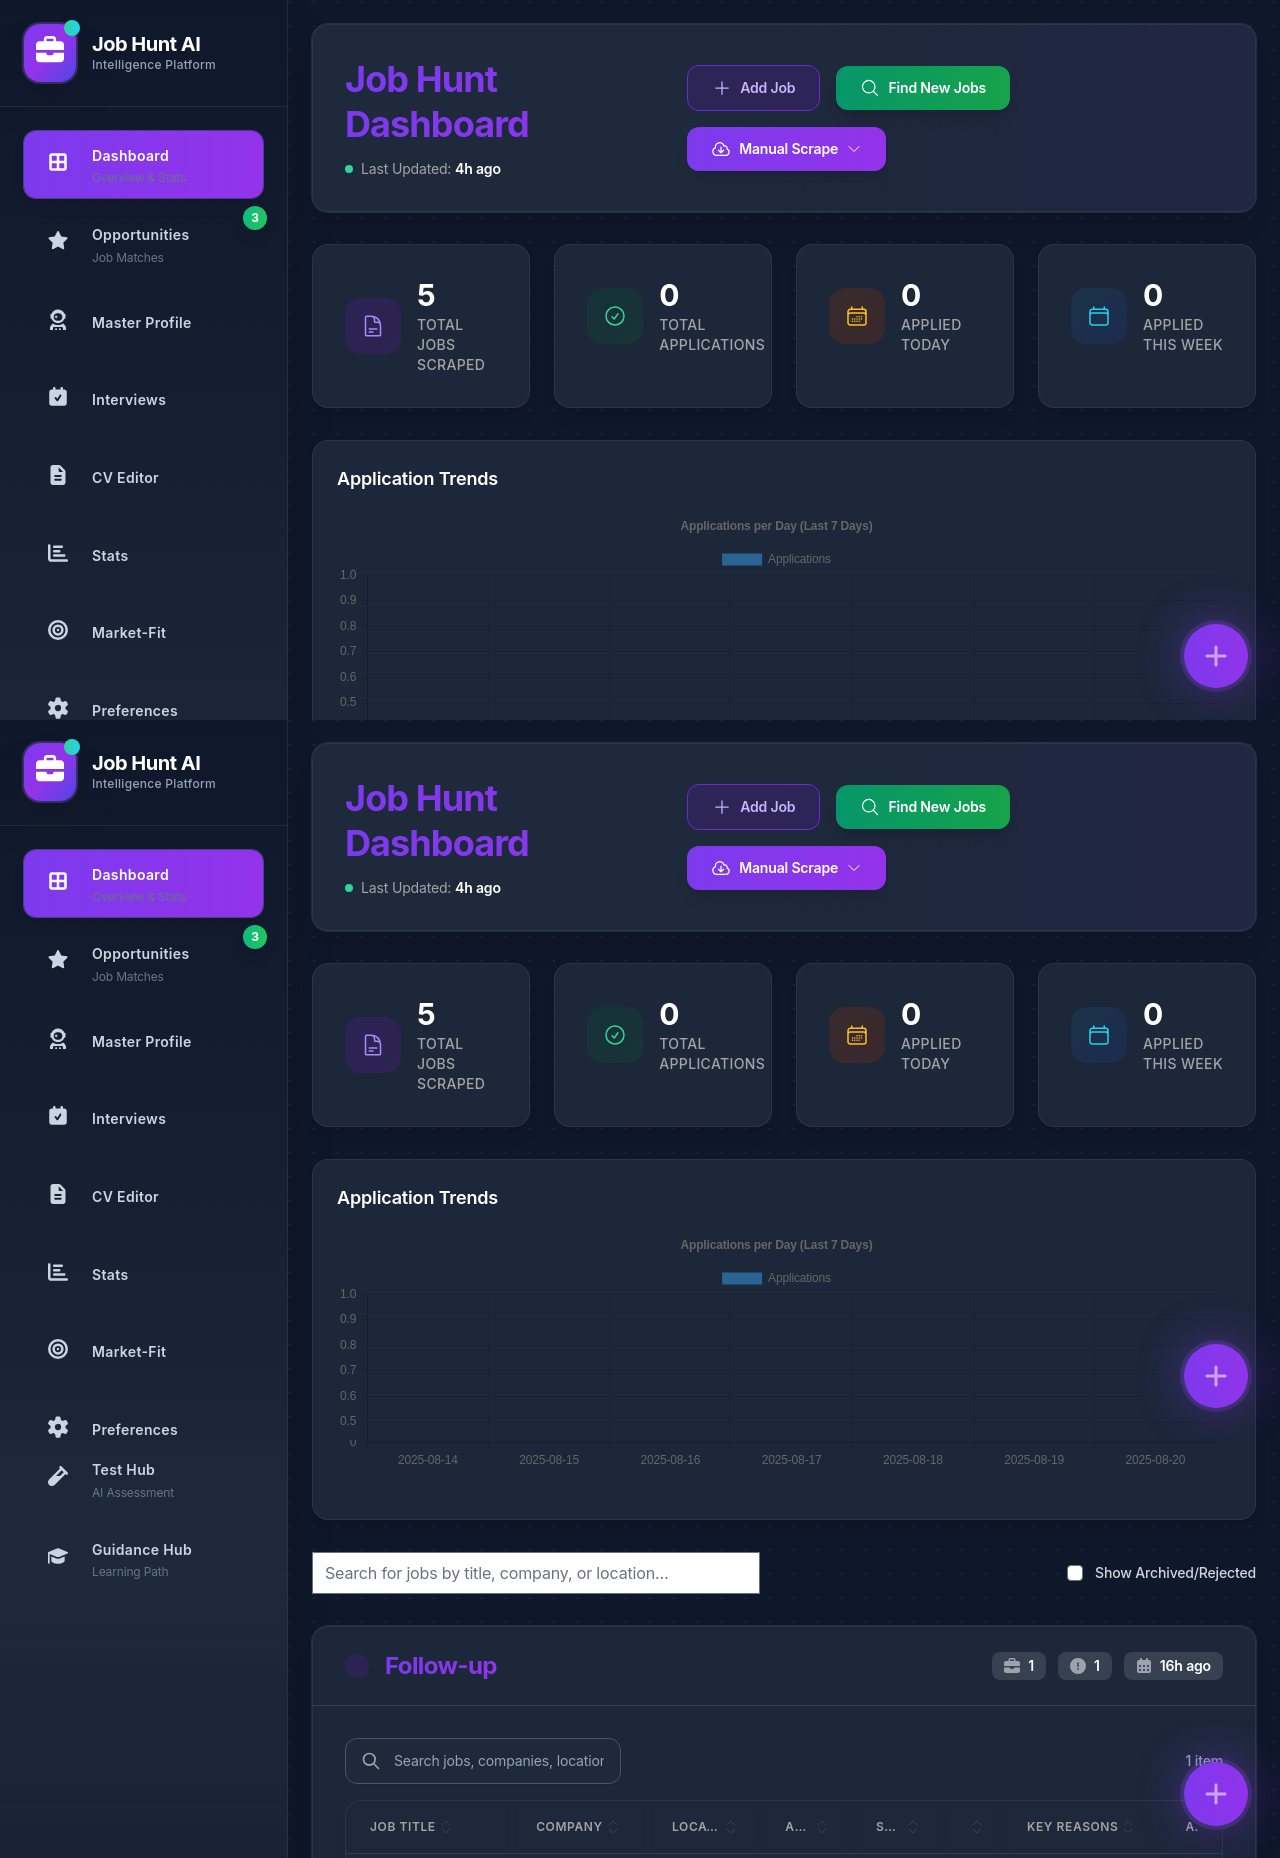 Job Hunt AI
Intelligence Platform
Dashboard
Overview & Stats
3
Opportunities
Job Matches
Master Profile
Interviews
CV Editor
Stats
Market-Fit
Preferences
Job Hunt
Dashboard
Last Updated: 4h ago
Add Job
Find New Jobs
Manual Scrape
5
TOTAL
JOBS
SCRAPED
0
TOTAL
APPLICATIONS
0
APPLIED
TODAY
0
APPLIED
THIS WEEK
Application Trends
Applications per Day (Last 7 Days)
Applications
1.0
0.9
0.8
0.7
0.6
0.5
Job Hunt AI
Intelligence Platform
Dashboard
Overview & Stats
3
Opportunities
Job Matches
Master Profile
Interviews
CV Editor
Stats
Market-Fit
Preferences
Test Hub
AI Assessment
Guidance Hub
Learning Path
Job Hunt
Dashboard
Last Updated: 4h ago
Add Job
Find New Jobs
Manual Scrape
5
TOTAL
JOBS
SCRAPED
0
TOTAL
APPLICATIONS
0
APPLIED
TODAY
0
APPLIED
THIS WEEK
Application Trends
Applications per Day (Last 7 Days)
Applications
1.0
0.9
0.8
0.7
0.6
0.5
0
2025-08-14 2025-08-15 2025-08-16 2025-08-17 2025-08-18 2025-08-19 2025-08-20
Search for jobs by title, company, or location...
Show Archived/Rejected
Follow-up
1 1 16h ago
Search jobs, companies, location
1 item
JOB TITLE COMPANY LOCA... A... S... KEY REASONS A.